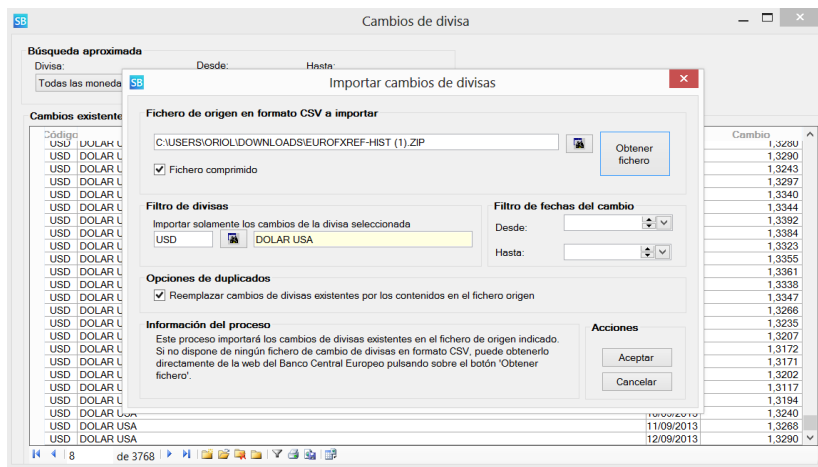 SB Cambios de divisa
Búsqueda aproximada
Divisa: Desde: Hasta:
Todas las moneda
SB Importar cambios de divisas
Cambios existente
Código Cambio
Fichero de origen en formato CSV a importar
C:\USERS\ORIOL\DOWNLOADS\EUROFXREF-HIST (1).ZIP
Obtener
fichero
Fichero comprimido
Filtro de divisas
Importar solamente los cambios de la divisa seleccionada
USD DOLAR USA
Filtro de fechas del cambio
Desde:
Hasta:
Opciones de duplicados
Reemplazar cambios de divisas existentes por los contenidos en el fichero origen
Información del proceso
Este proceso importará los cambios de divisas existentes en el fichero de origen indicado.
Si no dispone de ningún fichero de cambio de divisas en formato CSV, puede obtenerlo
directamente de la web del Banco Central Europeo pulsando sobre el botón 'Obtener
fichero'.
Acciones
Aceptar
Cancelar
USD DOLAR U 1,3280
USD DOLAR U 1,3290
USD DOLAR U 1,3243
USD DOLAR U 1,3297
USD DOLAR U 1,3340
USD DOLAR U 1,3344
USD DOLAR U 1,3392
USD DOLAR U 1,3384
USD DOLAR U 1,3323
USD DOLAR U 1,3355
USD DOLAR U 1,3361
USD DOLAR U 1,3338
USD DOLAR U 1,3347
USD DOLAR U 1,3266
USD DOLAR U 1,3235
USD DOLAR U 1,3207
USD DOLAR U 1,3172
USD DOLAR U 1,3171
USD DOLAR U 1,3202
USD DOLAR U 1,3117
USD DOLAR U 1,3194
USD DOLAR USA 10/09/2013 1,3240
USD DOLAR USA 11/09/2013 1,3268
USD DOLAR USA 12/09/2013 1,3290
8 de 3768